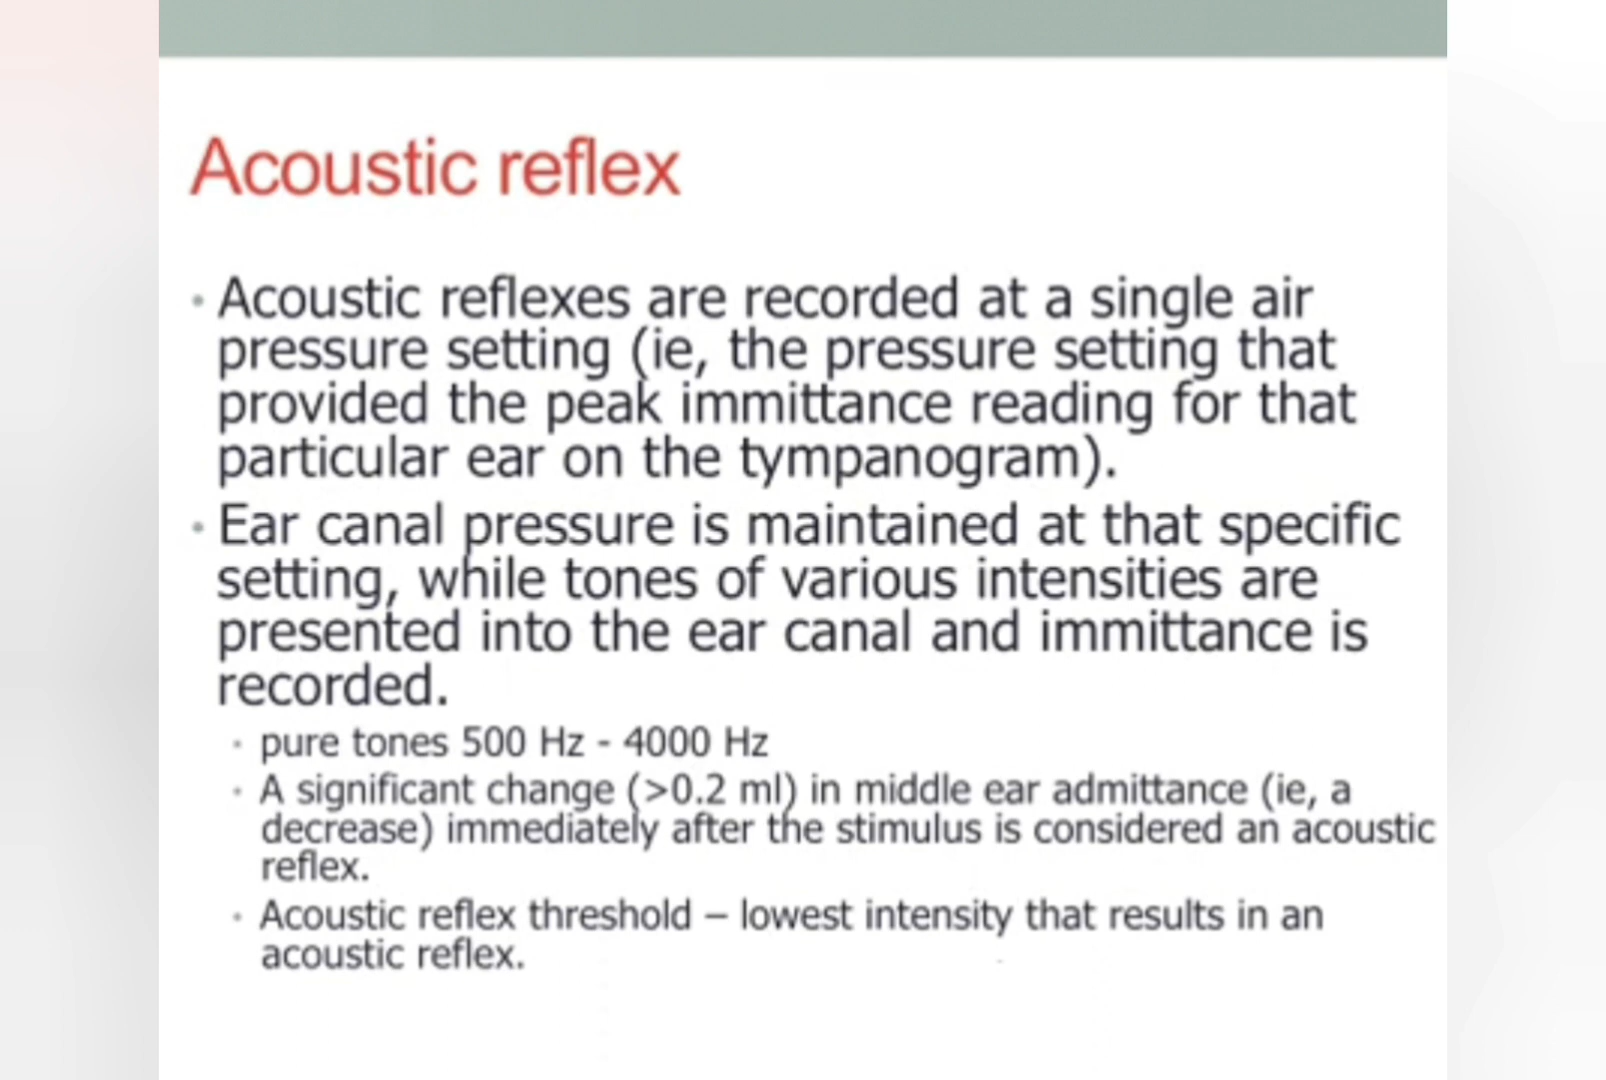 Acoustic reflex
• Acoustic reflexes are recorded at a single air
pressure setting (ie, the pressure setting that
provided the peak immittance reading for that
particular ear on the tympanogram).
• Ear canal pressure is maintained at that specific
setting, while tones of various intensities are
presented into the ear canal and immittance is
recorded.
• pure tones 500 Hz - 4000 Hz
• A significant change (>0.2 ml) in middle ear admittance (ie, a
decrease) immediately after the stimulus is considered an acoustic
reflex.
• Acoustic reflex threshold – lowest intensity that results in an
acoustic reflex.